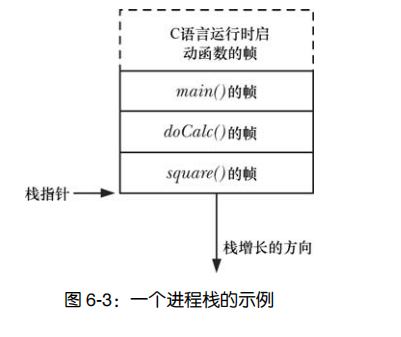 C语言运行时启
动函数的帧
main()的帧
doCalc()的帧
square()的帧
栈指针
栈增长的方向
图 6-3：一个进程栈的示例